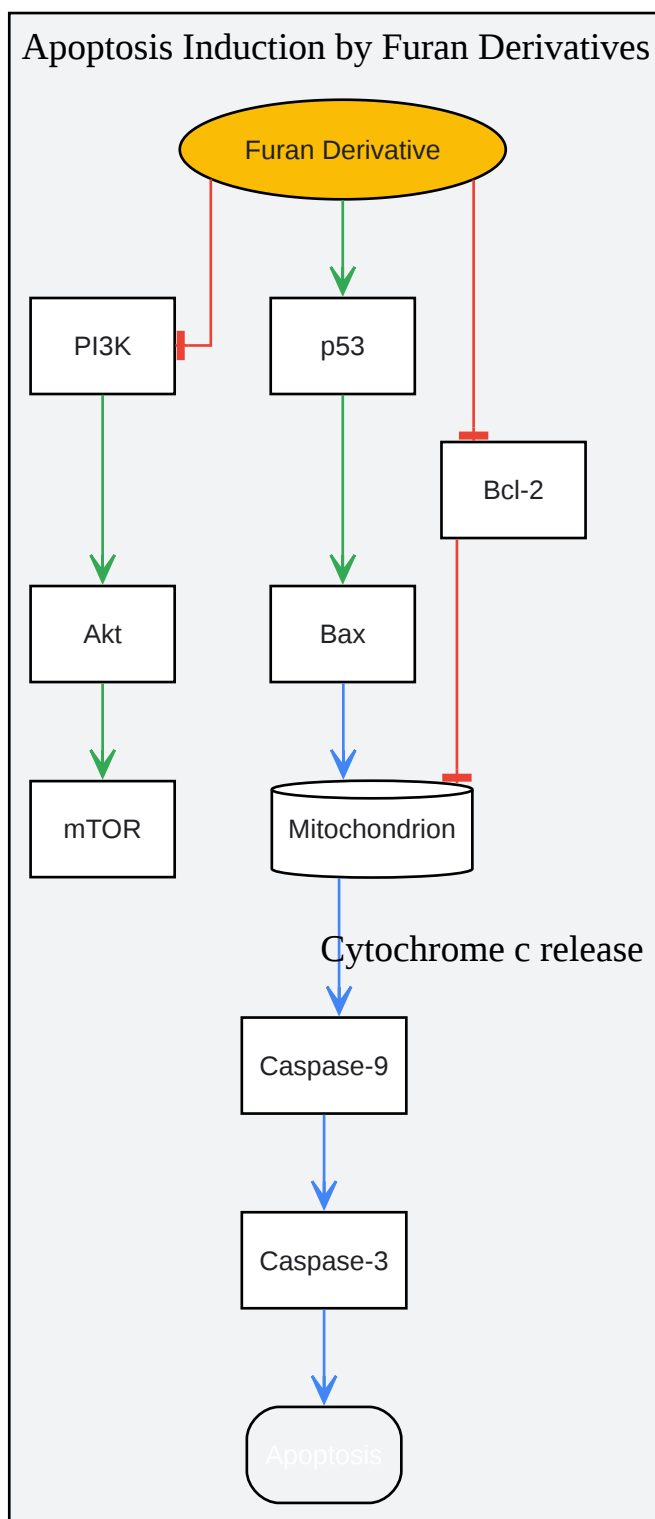 Apoptosis Induction by Furan Derivatives
Furan Derivative
PI3K
p53
Bcl-2
Akt
Bax
mTOR
Mitochondrion
Cytochrome c release
Caspase-9
Caspase-3
Apoptosis